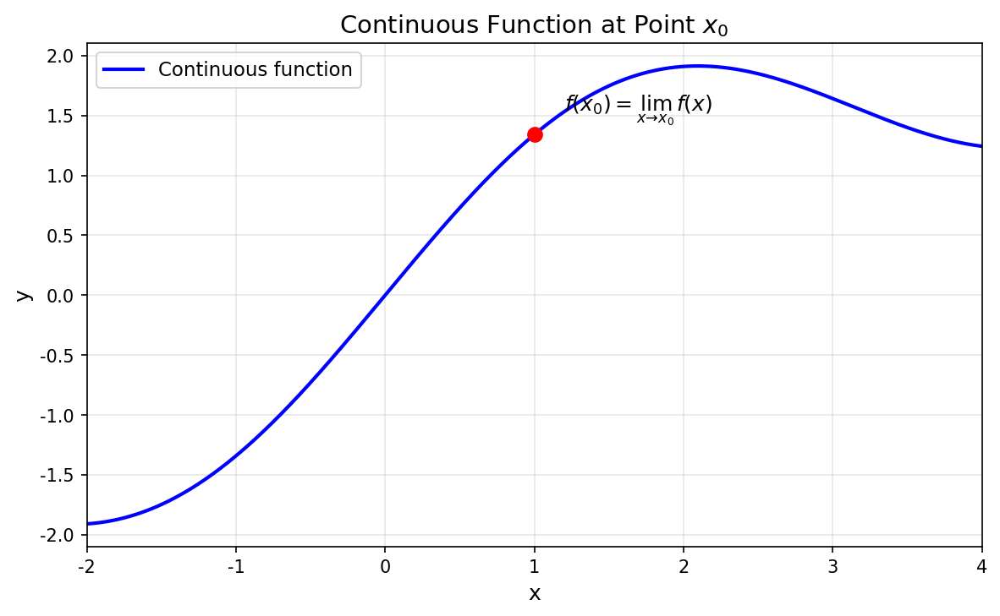 Continuous Function at Point x₀
Continuous function
f(x₀) = lim f(x)
x→x₀
y
2.0
1.5
1.0
0.5
0.0
-0.5
-1.0
-1.5
-2.0
-2 -1 0 1 2 3 4
x